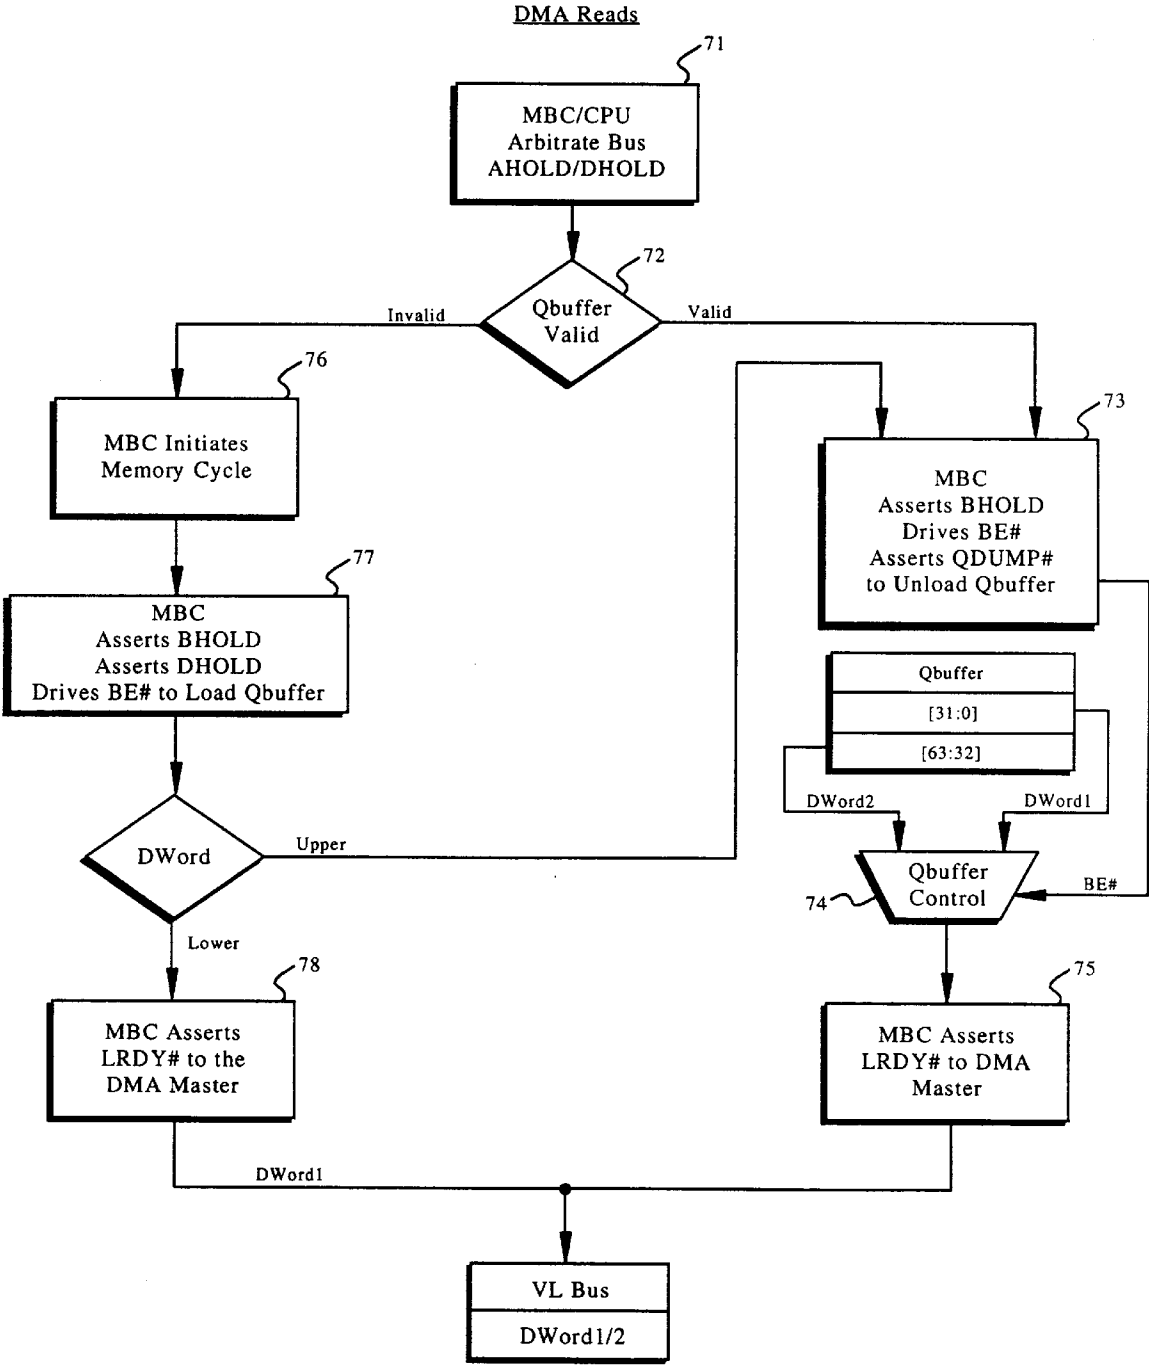 DMA Reads
71
MBC/CPU
Arbitrate Bus
AHOLD/DHOLD
72
Qbuffer
Valid
Invalid
Valid
76
MBC Initiates
Memory Cycle
73
MBC
Asserts BHOLD
Drives BE#
Asserts QDUMP#
to Unload Qbuffer
77
MBC
Asserts BHOLD
Asserts DHOLD
Drives BE# to Load Qbuffer
Qbuffer
[31:0]
[63:32]
DWord2
DWord1
DWord
Upper
Lower
Qbuffer
Control
74
BE#
78
MBC Asserts
LRDY# to the
DMA Master
75
MBC Asserts
LRDY# to DMA
Master
DWord1
VL Bus
DWord1/2